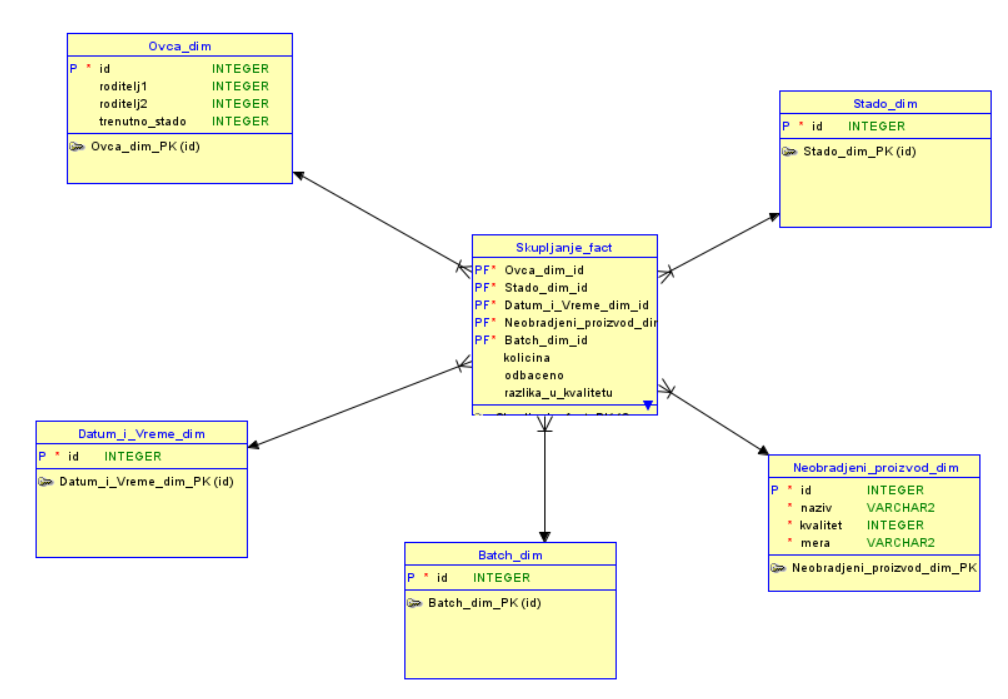 Ovca_dim
P * id INTEGER
roditelj1 INTEGER
roditelj2 INTEGER
trenutno_stado INTEGER
Ovca_dim_PK (id)
Stado_dim
P * id INTEGER
Stado_dim_PK (id)
Skupljanje_fact
PF* Ovca_dim_id
PF* Stado_dim_id
PF* Datum_i_Vreme_dim_id
PF* Neobradjeni_proizvod_dim
PF* Batch_dim_id
kolicina
odbaceno
razlika_u_kvalitetu
Datum_i_Vreme_dim
P * id INTEGER
Datum_i_Vreme_dim_PK (id)
Neobradjeni_proizvod_dim
P * id INTEGER
* naziv VARCHAR2
* kvalitet INTEGER
* mera VARCHAR2
Neobradjeni_proizvod_dim_PK
Batch_dim
P * id INTEGER
Batch_dim_PK (id)